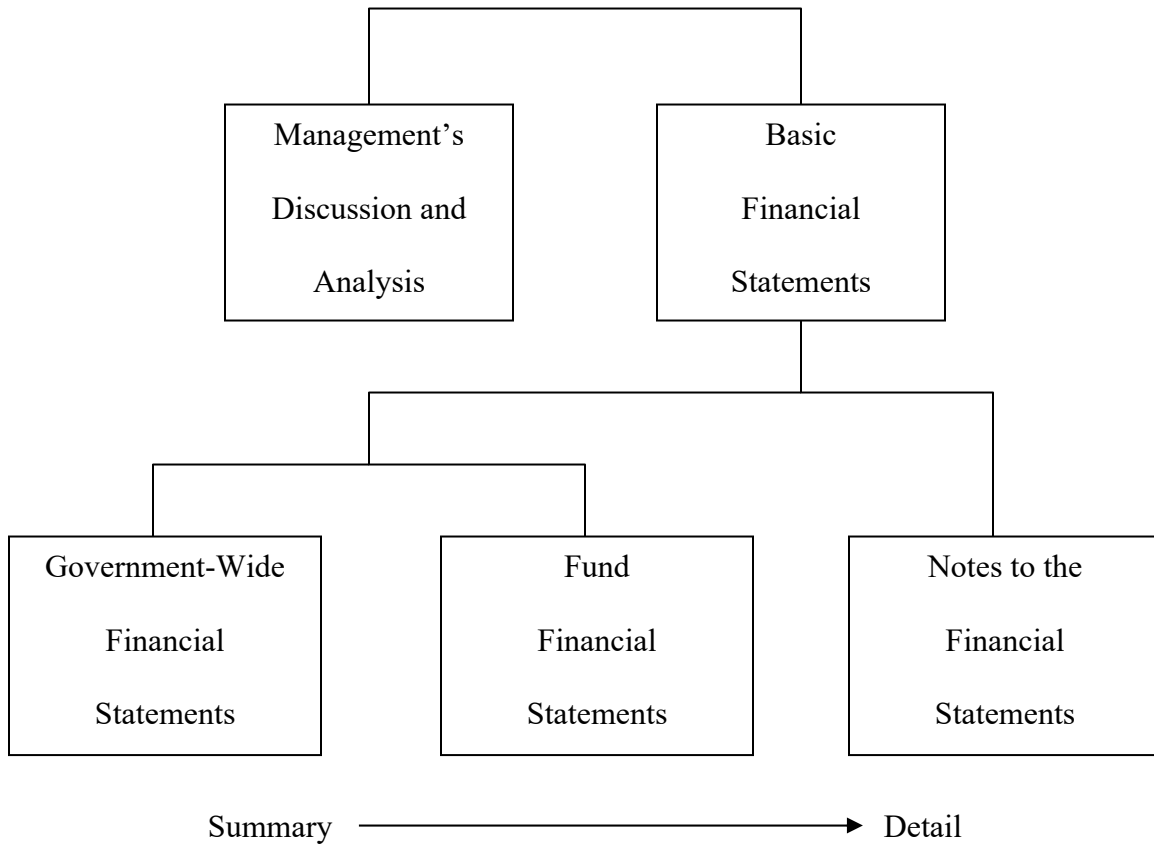 Management’s
Discussion and
Analysis
Basic
Financial
Statements
Government-Wide
Financial
Statements
Fund
Financial
Statements
Notes to the
Financial
Statements
Summary
Detail